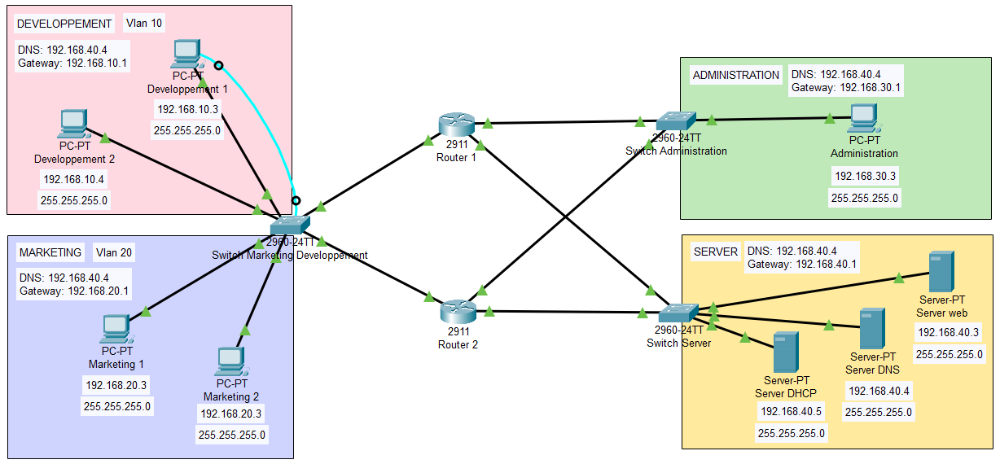 DEVELOPPEMENT
Vlan 10
DNS: 192.168.40.4
Gateway: 192.168.10.1
PC-PT
Developpement 1
192.168.10.3
255.255.255.0
PC-PT
Developpement 2
192.168.10.4
255.255.255.0
2960-24TT
Switch Marketing Developpement
MARKETING
Vlan 20
DNS: 192.168.40.4
Gateway: 192.168.20.1
PC-PT
Marketing 1
192.168.20.3
255.255.255.0
PC-PT
Marketing 2
192.168.20.3
255.255.255.0
2911
Router 1
2911
Router 2
ADMINISTRATION
DNS: 192.168.40.4
Gateway: 192.168.30.1
2960-24TT
Switch Administration
PC-PT
Administration
192.168.30.3
255.255.255.0
SERVER
DNS: 192.168.40.4
Gateway: 192.168.40.1
2960-24TT
Switch Server
Server-PT
Server web
192.168.40.3
255.255.255.0
Server-PT
Server DNS
192.168.40.4
255.255.255.0
Server-PT
Server DHCP
192.168.40.5
255.255.255.0